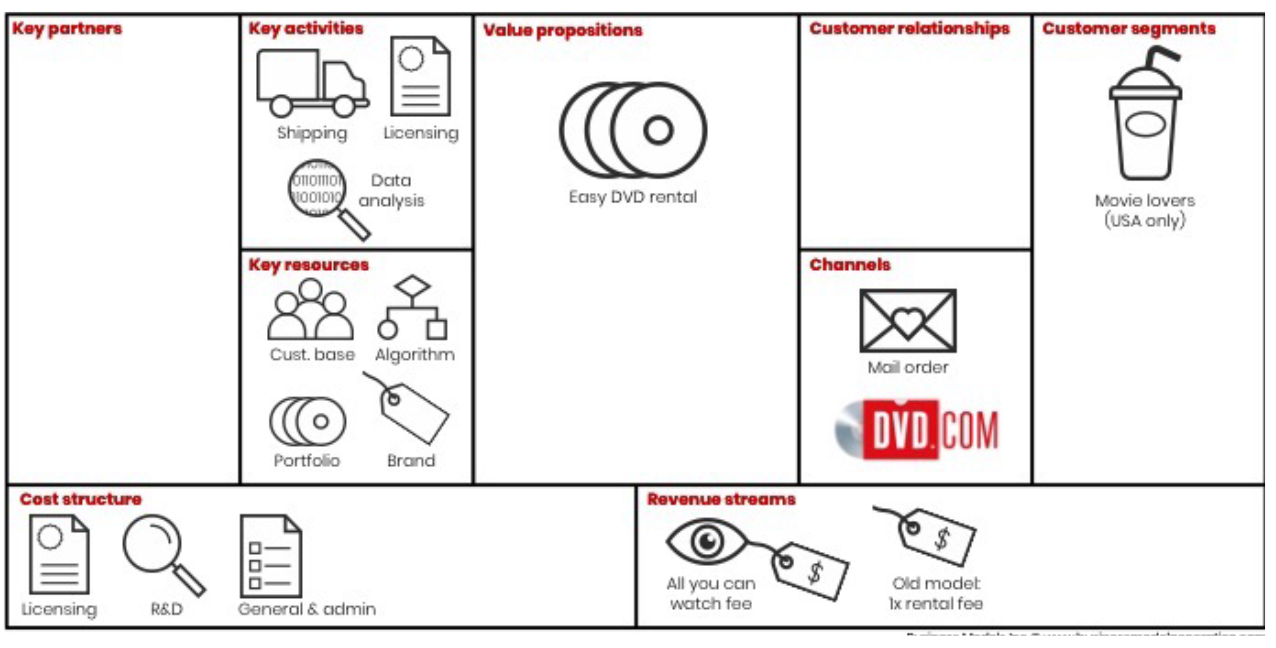 Key partners
Key activities
Shipping
Licensing
01101110
11001010
Data
analysis
Key resources
Cust. base
Algorithm
Portfolio
Brand
Value propositions
Easy DVD rental
Customer relationships
Channels
Mail order
DVD.COM
Customer segments
Movie lovers
(USA only)
Cost structure
Licensing
R&D
General & admin
Revenue streams
$
All you can
watch fee
$
Old model:
1x rental fee